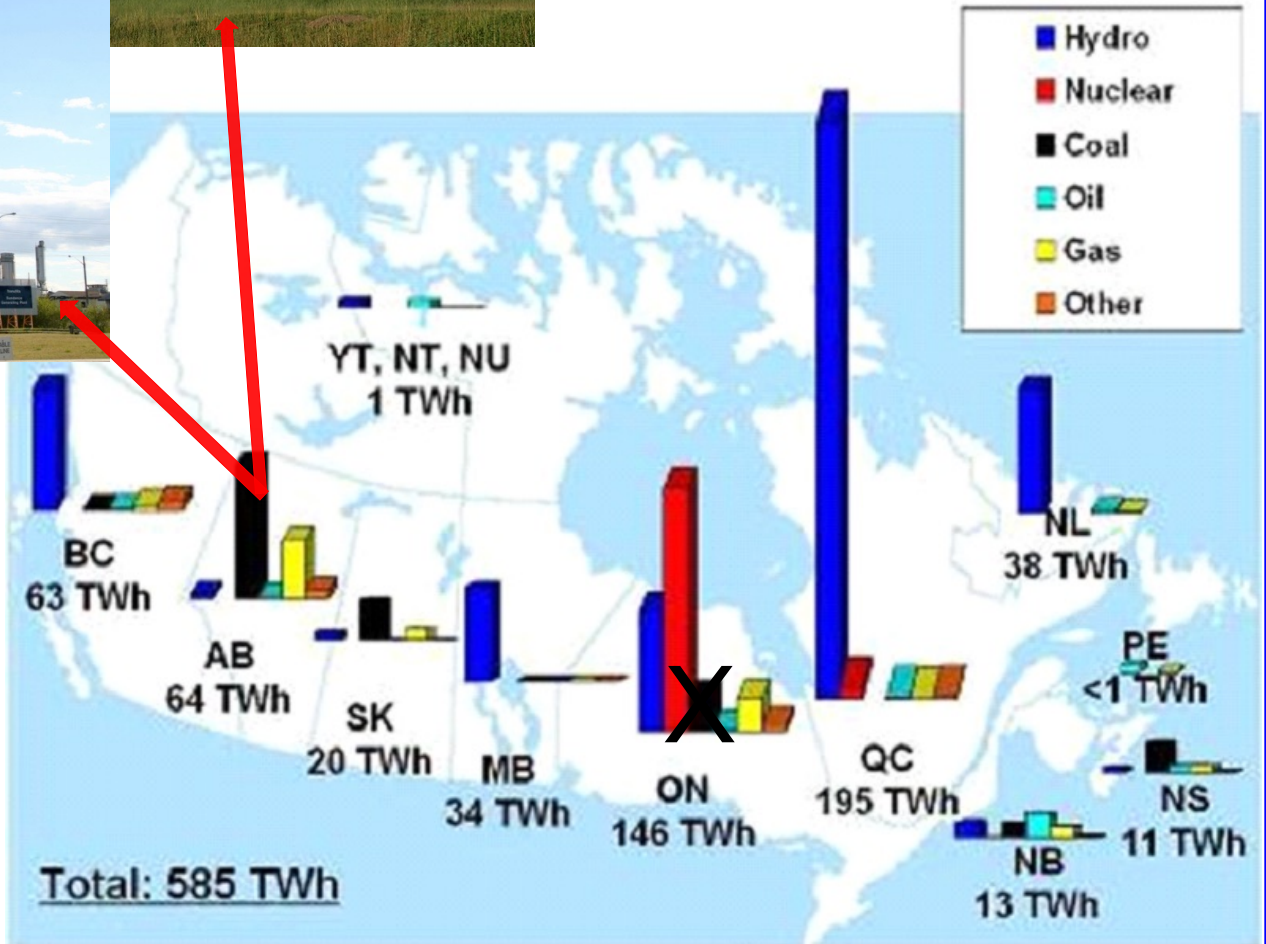 Hydro
Nuclear
Coal
Oil
Gas
Other
YT, NT, NU
1 TWh
BC
63 TWh
AB
64 TWh
SK
20 TWh
MB
34 TWh
ON
146 TWh
X
QC
195 TWh
NL
38 TWh
PE
<1 TWh
NS
11 TWh
NB
13 TWh
Total: 585 TWh